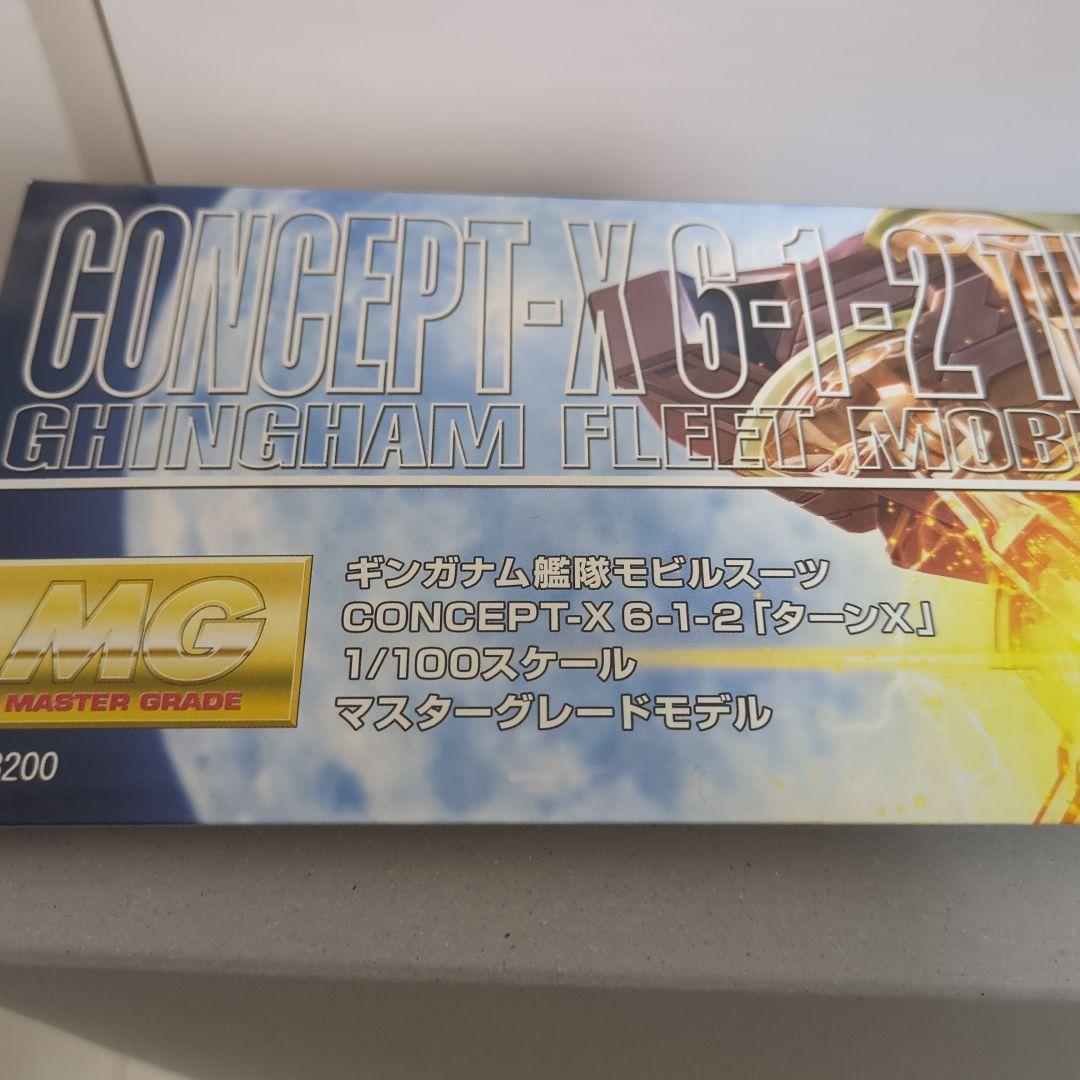 CONCEPT-X 6-1-2
GHINGHAM FLEET
MG
MASTER GRADE
ギンガナム艦隊モビルスーツ
CONCEPT-X 6-1-2「ターンX」
1/100スケール
マスターグレードモデル
200